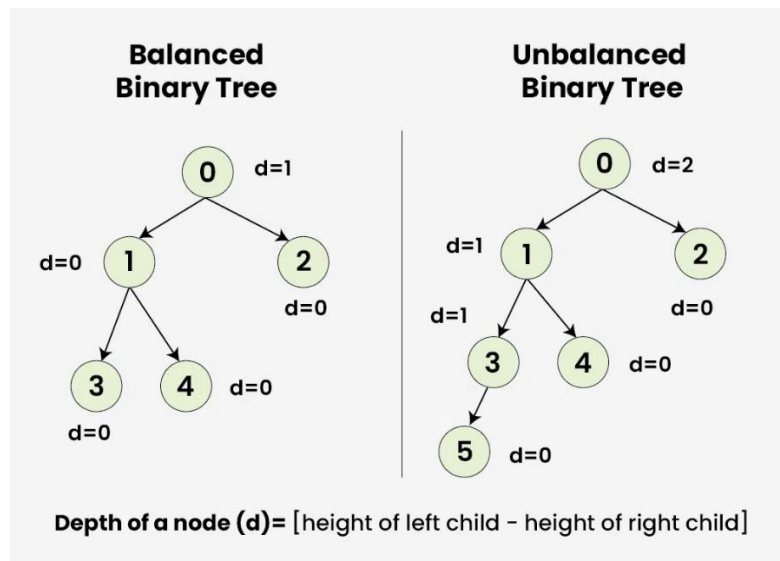 Balanced
Binary Tree
0
d=1
d=0
1
2
d=0
3
4
d=0
d=0
Unbalanced
Binary Tree
0
d=2
d=1
1
2
d=0
d=1
3
4
d=0
5
d=0
Depth of a node (d)= [height of left child - height of right child]